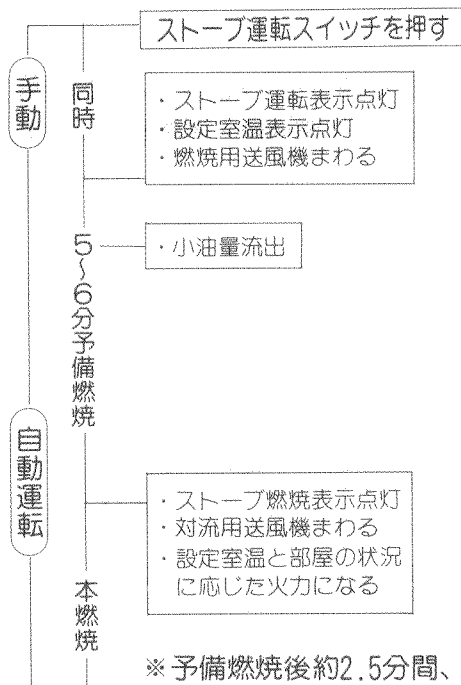 ストーブ運転スイッチを押す
手動
同時
・ストーブ運転表示点灯
・設定室温表示点灯
・燃焼用送風機まわる
5〜6分予備燃焼
・小油量流出
自動運転
・ストーブ燃焼表示点灯
・対流用送風機まわる
・設定室温と部屋の状況
に応じた火力になる
本燃焼
※予備燃焼後約2.5分間、